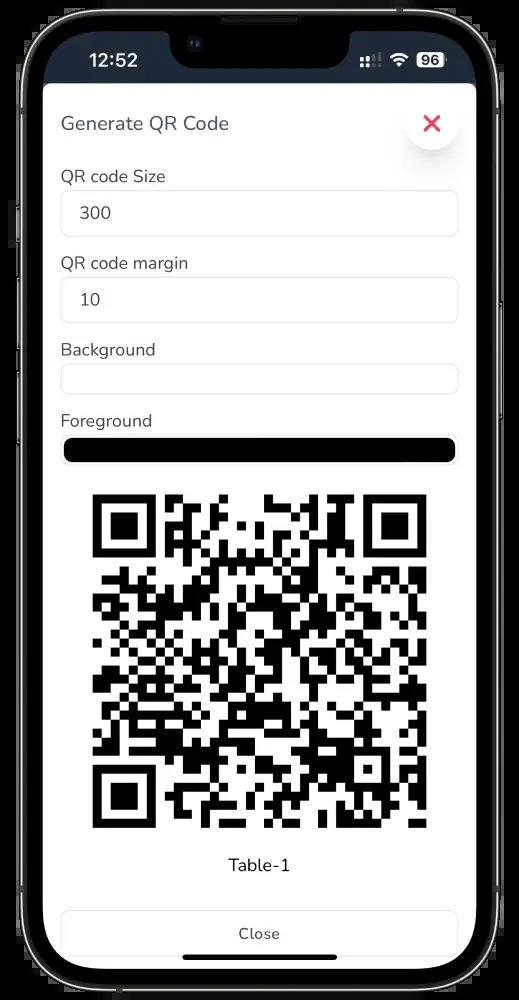 12:52
96
Generate QR Code
QR code Size
300
QR code margin
10
Background
Foreground
Table-1
Close